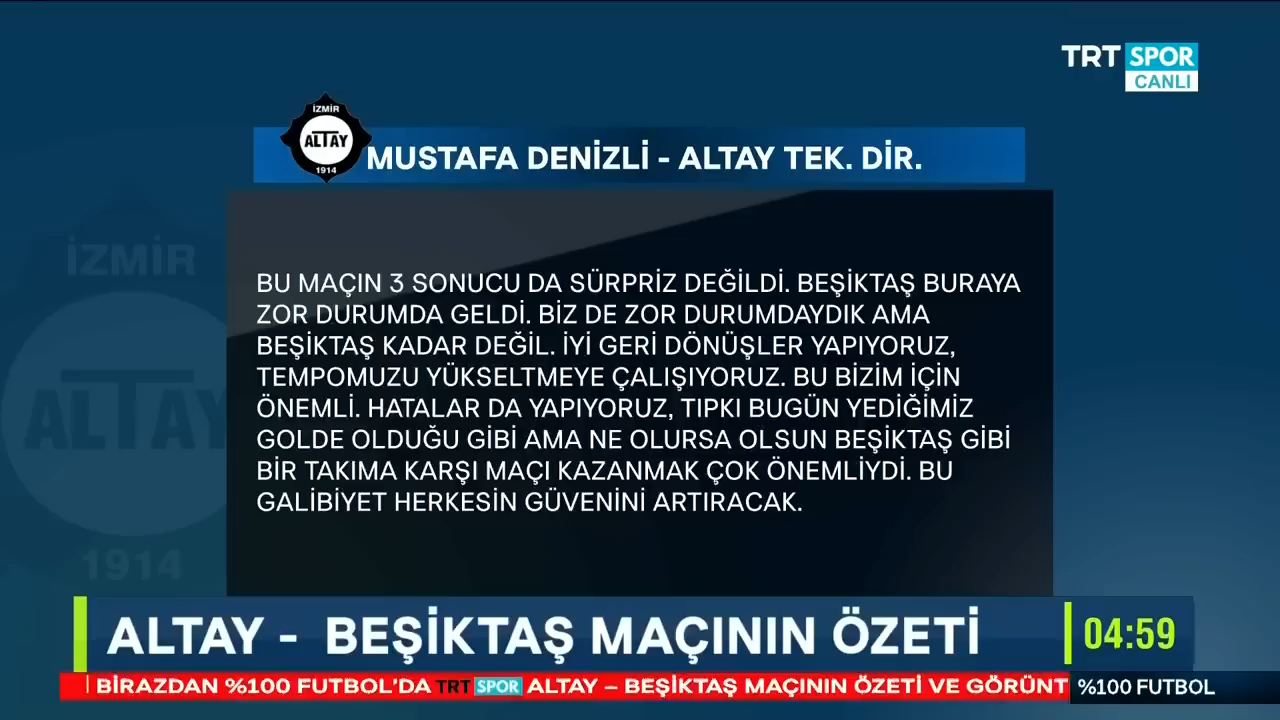 TRT SPOR
CANLI
İZMİR
ALTAY
1914
MUSTAFA DENİZLİ - ALTAY TEK. DİR.
İZMİR
ALTAY
1914
BU MAÇIN 3 SONUCU DA SÜRPRİZ DEĞİLDİ. BEŞİKTAŞ BURAYA
ZOR DURUMDA GELDİ. BİZ DE ZOR DURUMDAYDIK AMA
BEŞİKTAŞ KADAR DEĞİL. İYİ GERİ DÖNÜŞLER YAPIYORUZ,
TEMPOMUZU YÜKSELTMEYE ÇALIŞIYORUZ. BU BİZİM İÇİN
ÖNEMLİ. HATALAR DA YAPIYORUZ, TIPKI BUGÜN YEDİĞİMİZ
GOLDE OLDUĞU GİBİ AMA NE OLURSA OLSUN BEŞİKTAŞ GİBİ
BİR TAKIMA KARŞI MAÇI KAZANMAK ÇOK ÖNEMLİYDİ. BU
GALİBİYET HERKESİN GÜVENİNİ ARTIRACAK.
ALTAY - BEŞİKTAŞ MAÇININ ÖZETİ
04:59
BİRAZDAN %100 FUTBOL'DA TRT SPOR ALTAY – BEŞİKTAŞ MAÇININ ÖZETİ VE GÖRÜNT
%100 FUTBOL